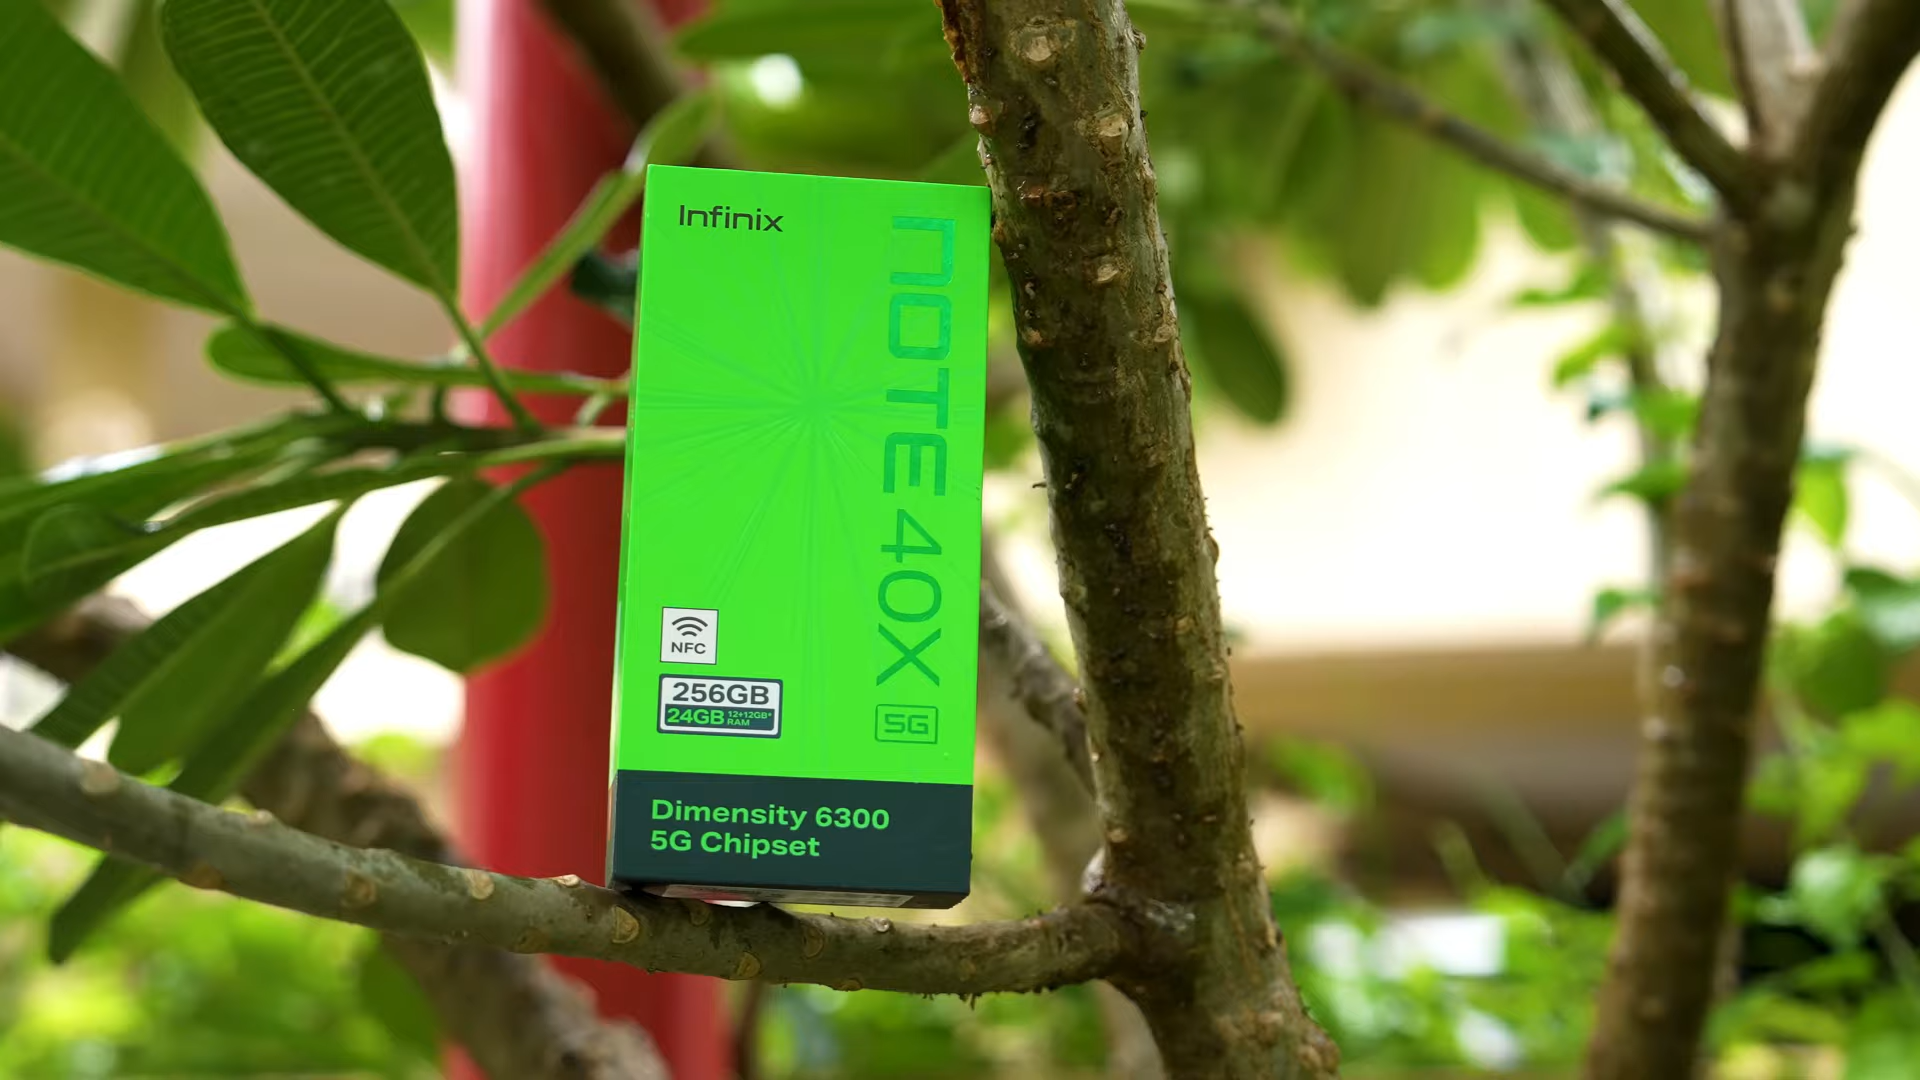 Infinix
NOTE 40X 5G
NFC
256GB
24GB 12+12GB*
RAM
Dimensity 6300
5G Chipset